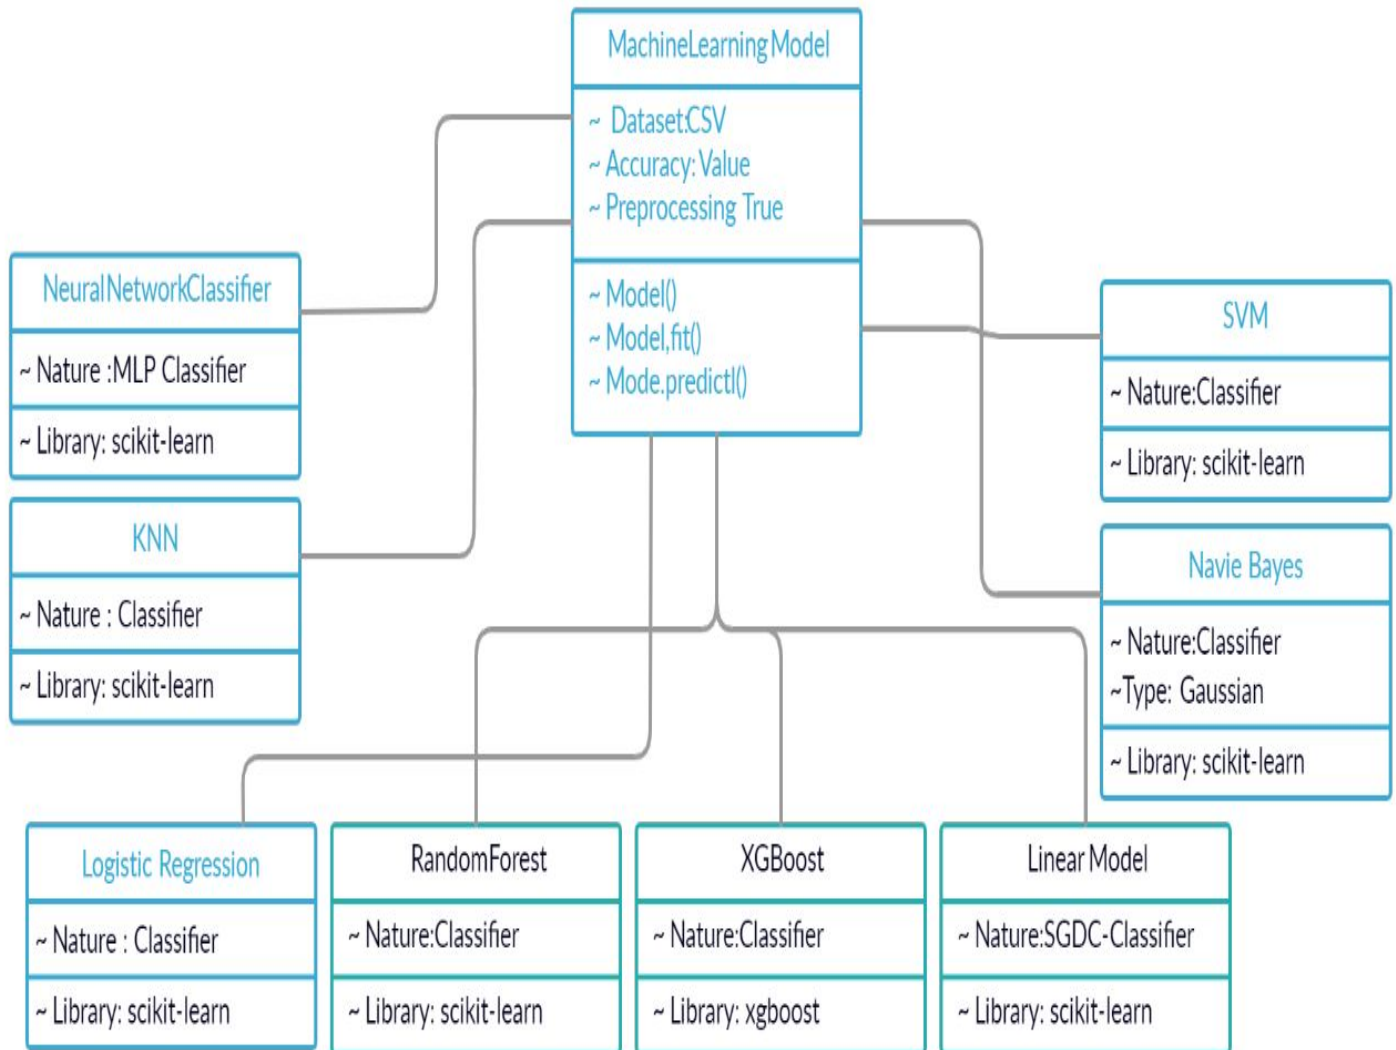 MachineLearning Model
~ Dataset:CSV
~ Accuracy: Value
~ Preprocessing True
~ Model()
~ Model,fit()
~ Mode.predictl()
NeuralNetworkClassifier
~ Nature :MLP Classifier
~ Library: scikit-learn
KNN
~ Nature : Classifier
~ Library: scikit-learn
SVM
~ Nature:Classifier
~ Library: scikit-learn
Navie Bayes
~ Nature:Classifier
~Type: Gaussian
~ Library: scikit-learn
Logistic Regression
~ Nature : Classifier
~ Library: scikit-learn
RandomForest
~ Nature:Classifier
~ Library: scikit-learn
XGBoost
~ Nature:Classifier
~ Library: xgboost
Linear Model
~ Nature:SGDC-Classifier
~ Library: scikit-learn